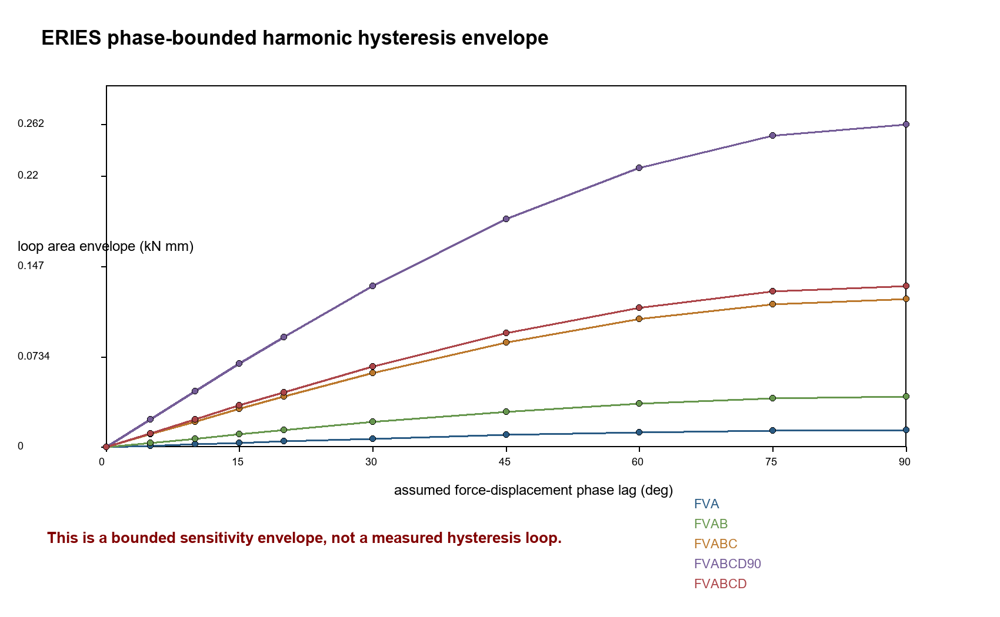 ERIES phase-bounded harmonic hysteresis envelope
0.262
0.22
loop area envelope (kN mm)
0.147
0.0734
0
0 15 30 45 60 75 90
assumed force-displacement phase lag (deg)
FVA
FVAB
This is a bounded sensitivity envelope, not a measured hysteresis loop.
FVABC
FVABCD90
FVABCD